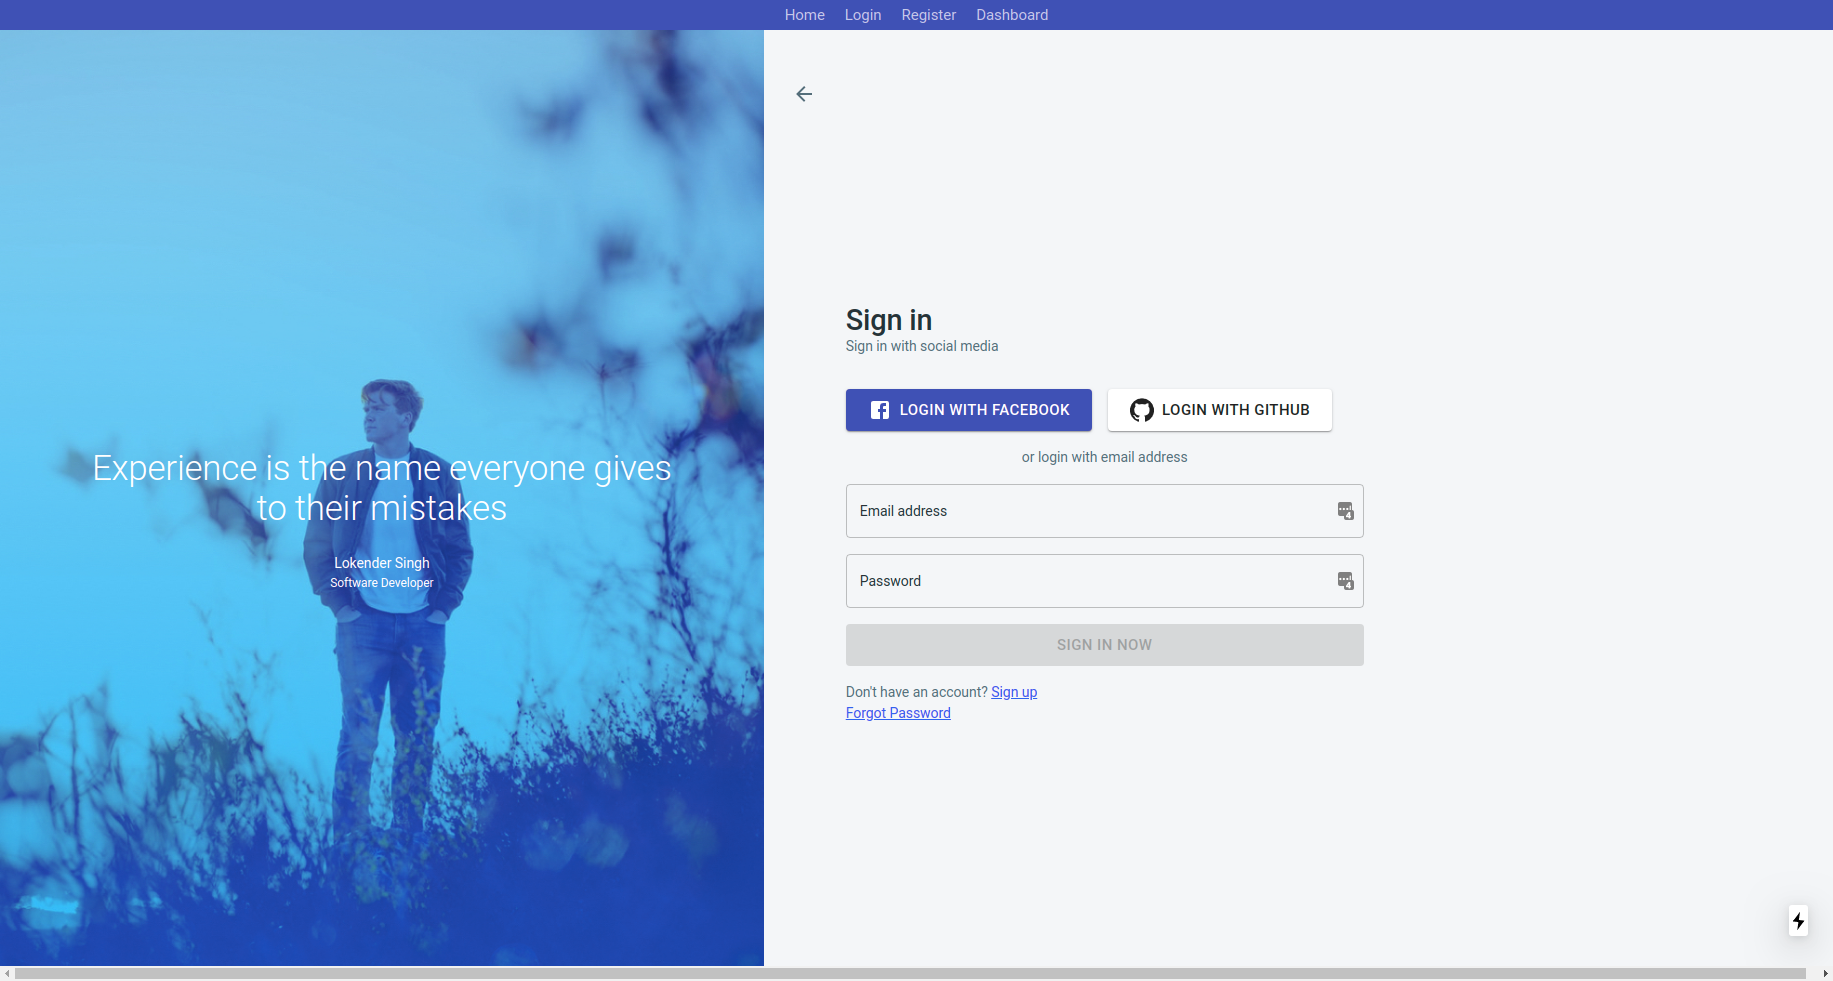 Home Login Register Dashboard
Experience is the name everyone gives
to their mistakes
Lokender Singh
Software Developer
Sign in
Sign in with social media
LOGIN WITH FACEBOOK LOGIN WITH GITHUB
or login with email address
Email address
Password
SIGN IN NOW
Don't have an account? Sign up
Forgot Password